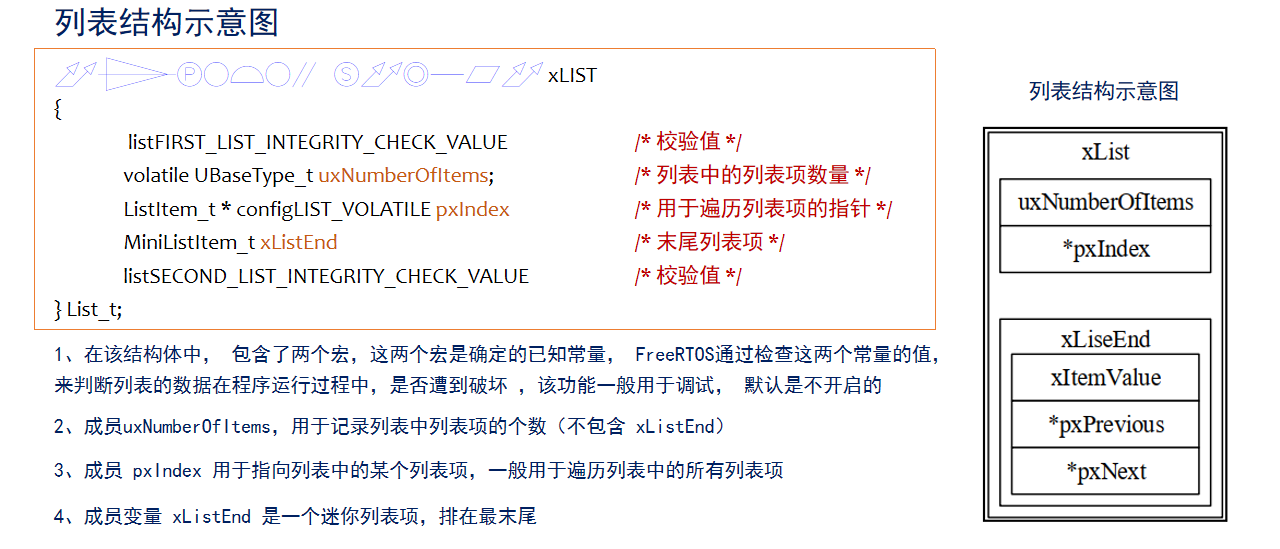 列表结构示意图
xLIST
{
listFIRST_LIST_INTEGRITY_CHECK_VALUE /* 校验值 */
volatile UBaseType_t uxNumberOfItems; /* 列表中的列表项数量 */
ListItem_t * configLIST_VOLATILE pxIndex /* 用于遍历列表项的指针 */
MiniListItem_t xListEnd /* 末尾列表项 */
listSECOND_LIST_INTEGRITY_CHECK_VALUE /* 校验值 */
} List_t;
1、在该结构体中， 包含了两个宏，这两个宏是确定的已知常量， FreeRTOS通过检查这两个常量的值，
来判断列表的数据在程序运行过程中，是否遭到破坏 ，该功能一般用于调试， 默认是不开启的
2、成员uxNumberOfItems，用于记录列表中列表项的个数（不包含 xListEnd）
3、成员 pxIndex 用于指向列表中的某个列表项，一般用于遍历列表中的所有列表项
4、成员变量 xListEnd 是一个迷你列表项，排在最末尾
列表结构示意图
xList
uxNumberOfItems
*pxIndex
xLiseEnd
xItemValue
*pxPrevious
*pxNext